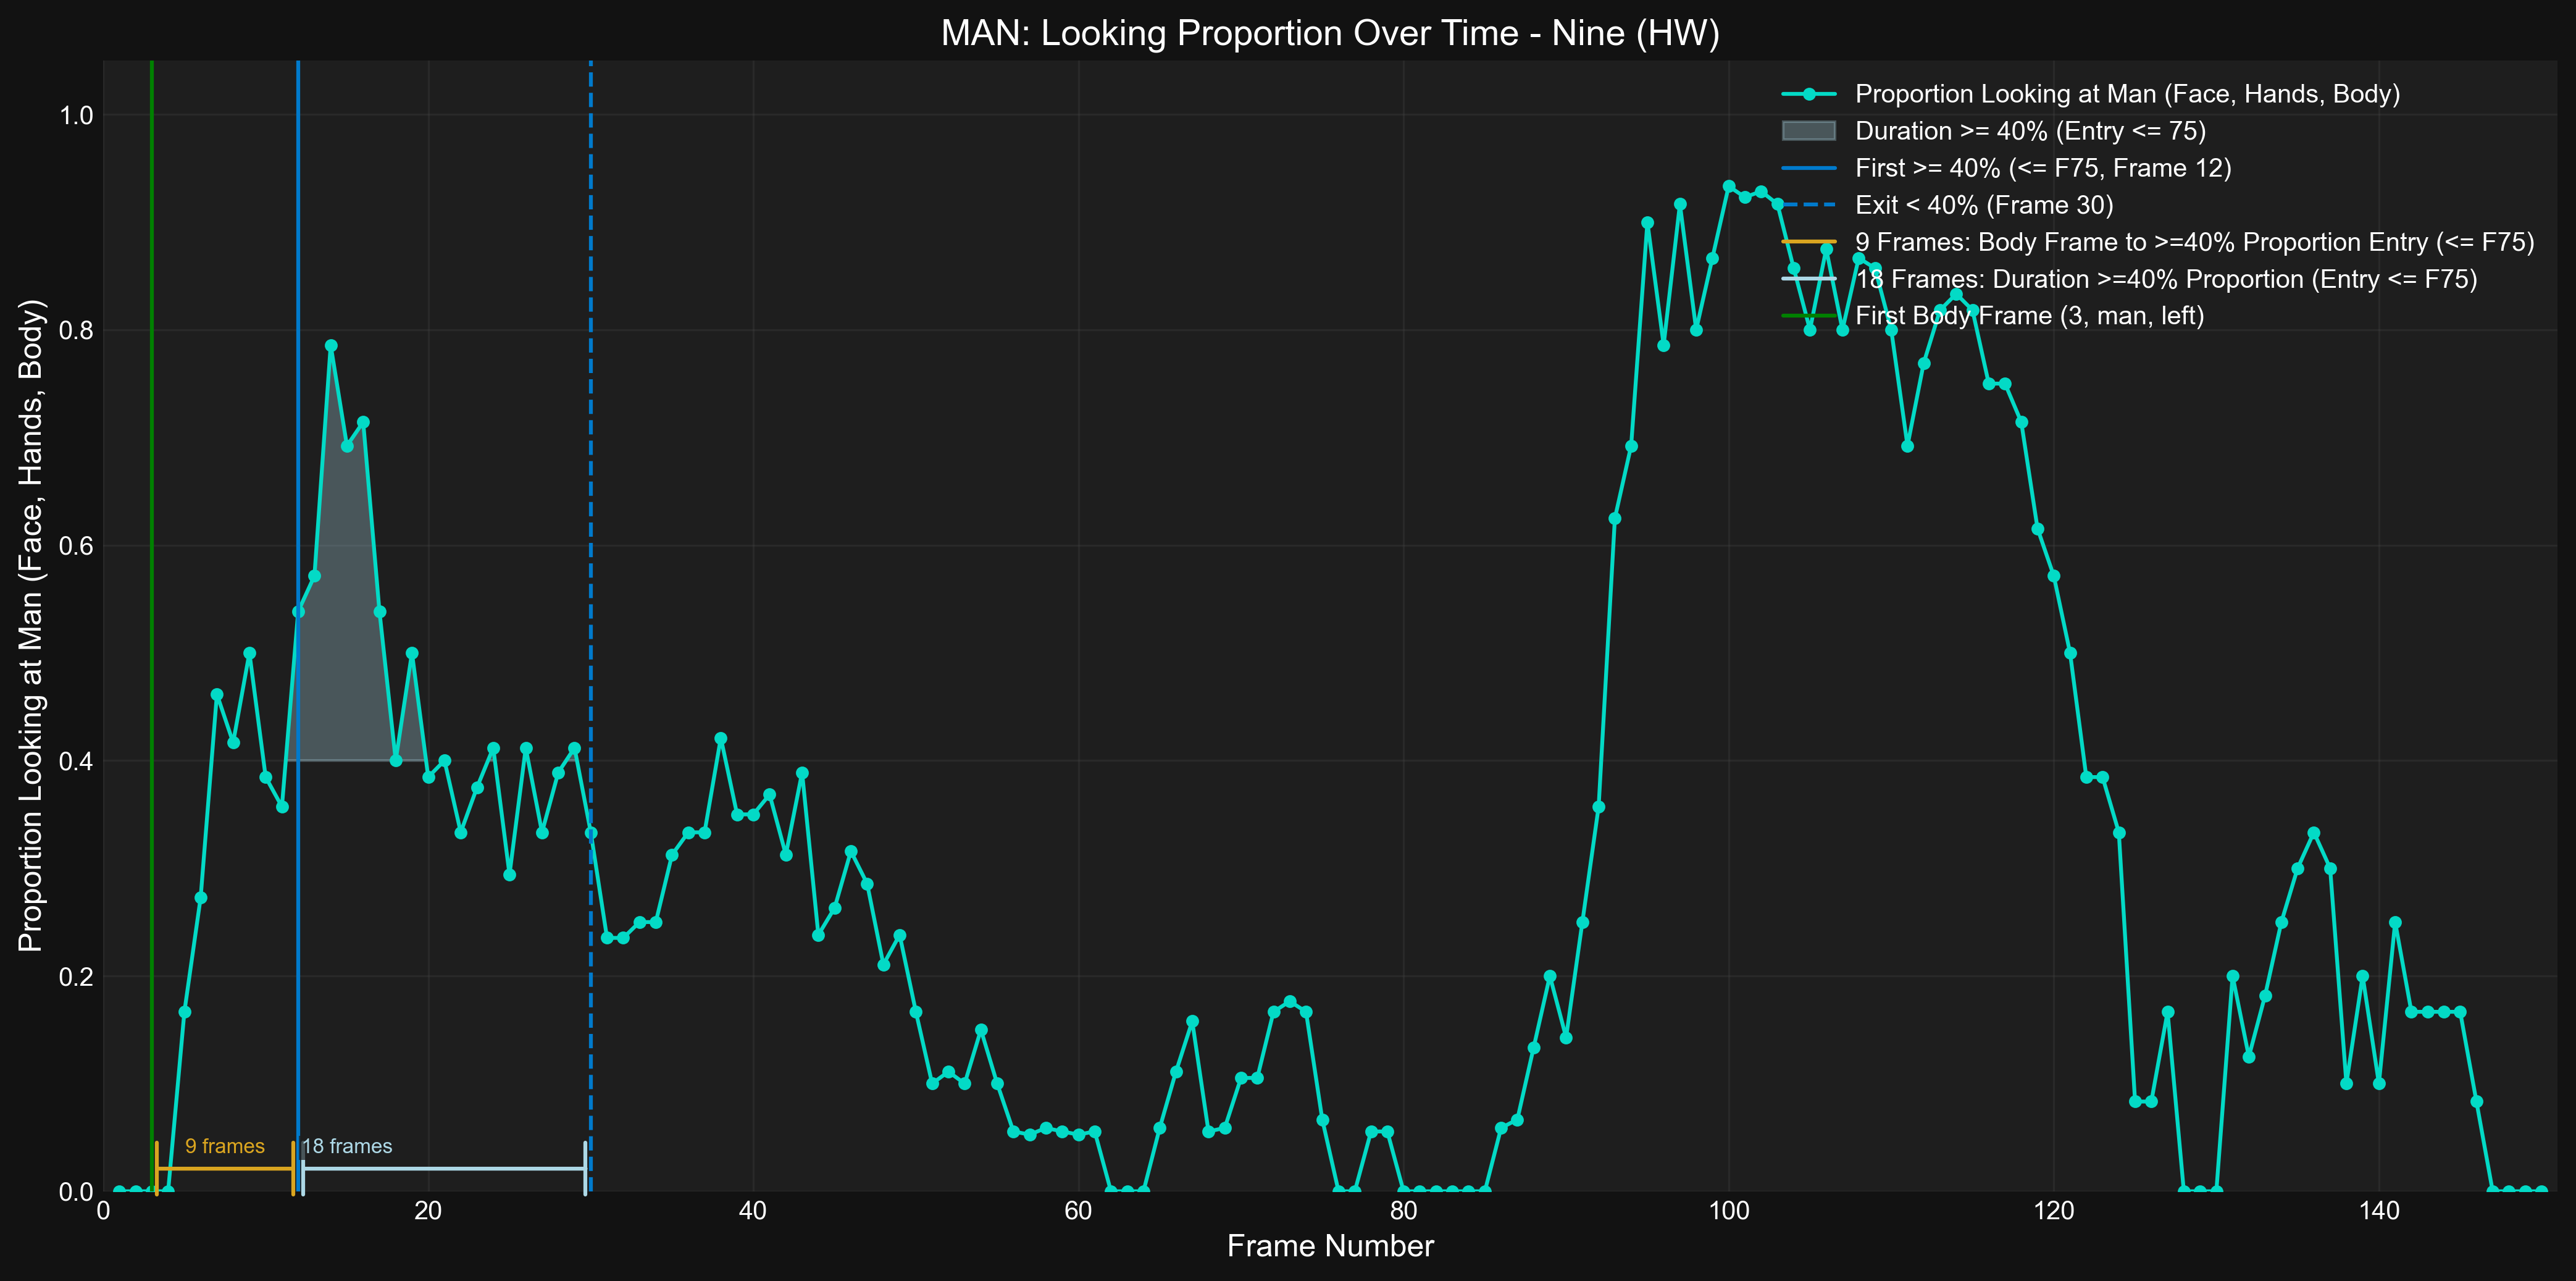 MAN: Looking Proportion Over Time - Nine (HW)
Proportion Looking at Man (Face, Hands, Body)
1.0
0.8
0.6
0.4
0.2
0.0
Proportion Looking at Man (Face, Hands, Body)
Duration >= 40% (Entry <= 75)
First >= 40% (<= F75, Frame 12)
Exit < 40% (Frame 30)
9 Frames: Body Frame to >=40% Proportion Entry (<= F75)
18 Frames: Duration >=40% Proportion (Entry <= F75)
First Body Frame (3, man, left)
9 frames
18 frames
0 20 40 60 80 100 120 140
Frame Number